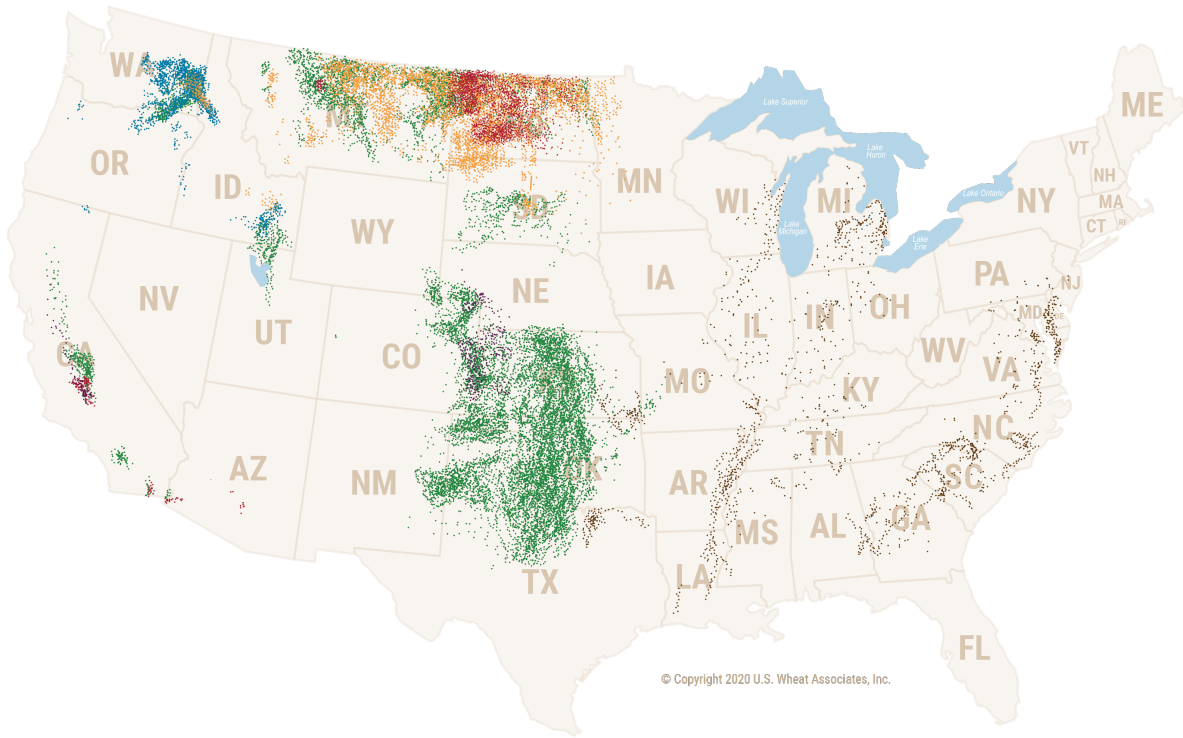 WA
ME
Lake Superior
VT
Lake
Huron
OR
NH
ID
MN
WI
MI
Lake Ontario
NY
MA
SD
CT
RI
WY
Lake
Michigan
Lake
Erie
NV
NE
IA
PA
NJ
UT
IL
IN
OH
MD
DE
CA
CO
WV
MO
KY
VA
AZ
NM
OK
AR
TN
NC
SC
MS
AL
GA
TX
LA
FL
© Copyright 2020 U.S. Wheat Associates, Inc.